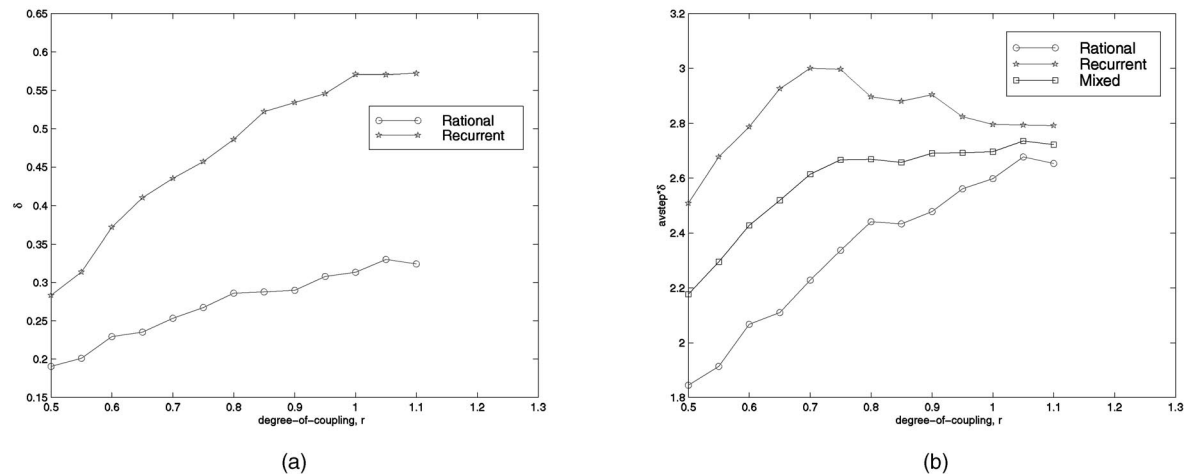 0.65
0.6
0.55
0.5
0.45
0.4
0.35
0.3
0.25
0.2
0.15
δ
0.5 0.6 0.7 0.8 0.9 1 1.1 1.2 1.3
degree-of-coupling, r
Rational
Recurrent
(a)
3.2
3
2.8
2.6
2.4
2.2
2
1.8
avstep*δ
0.5 0.6 0.7 0.8 0.9 1 1.1 1.2 1.3
degree-of-coupling, r
Rational
Recurrent
Mixed
(b)